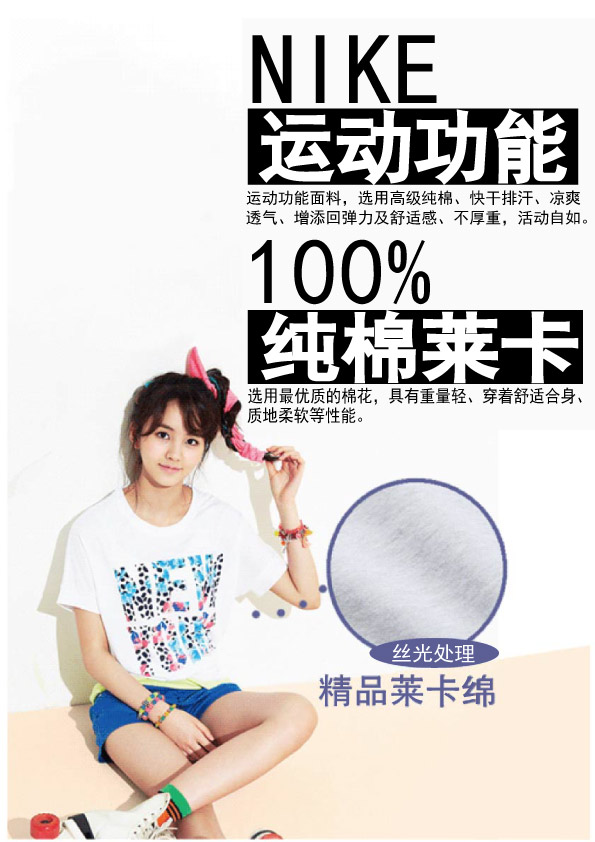 NIKE
运动功能
运动功能面料，选用高级纯棉、快干排汗、凉爽
透气、增添回弹力及舒适感、不厚重，活动自如。
100%
纯棉莱卡
选用最优质的棉花，具有重量轻、穿着舒适合身、
质地柔软等性能。
NEW
YORK
丝光处理
精品莱卡绵